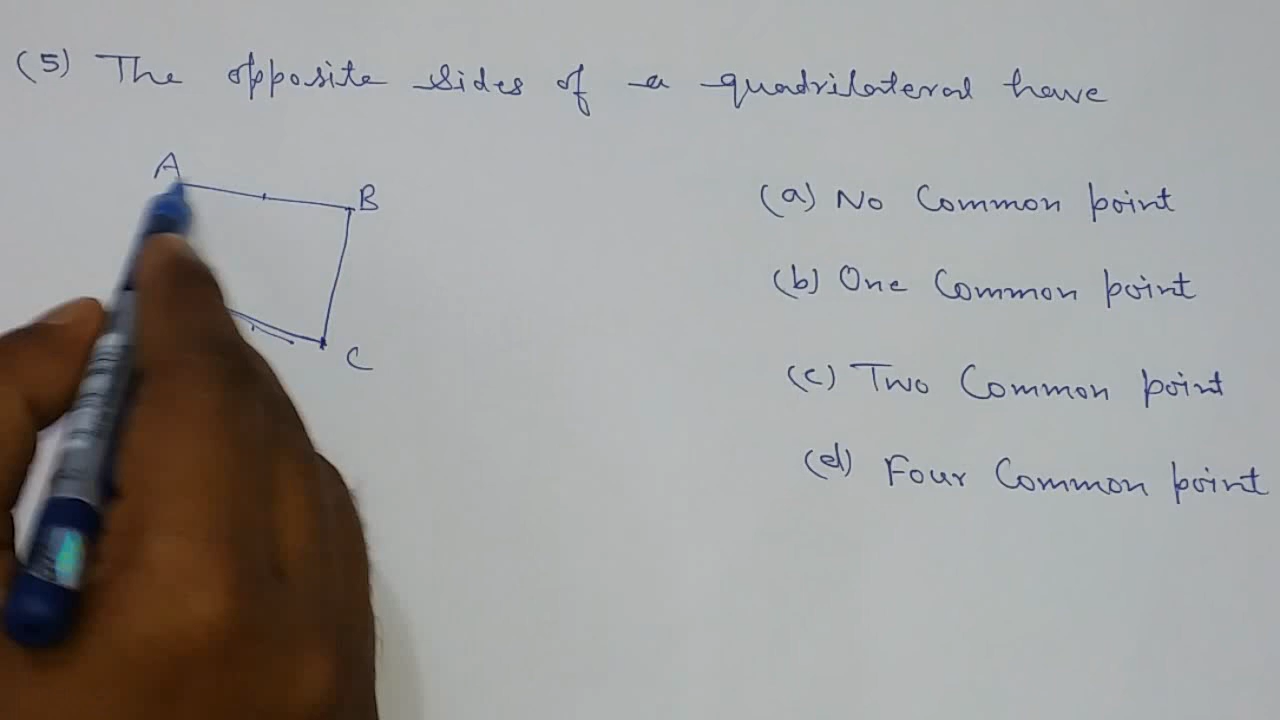 (5) The opposite sides of a quadrilateral have
A
B
C
(a) No Common point
(b) One Common point
(c) Two Common point
(d) Four Common point